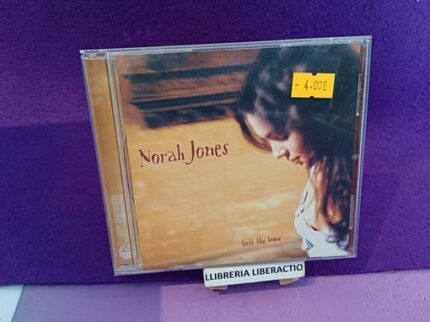 - 4.00€
Norah Jones
feels like home
LLIBRERIA LIBERACTIO